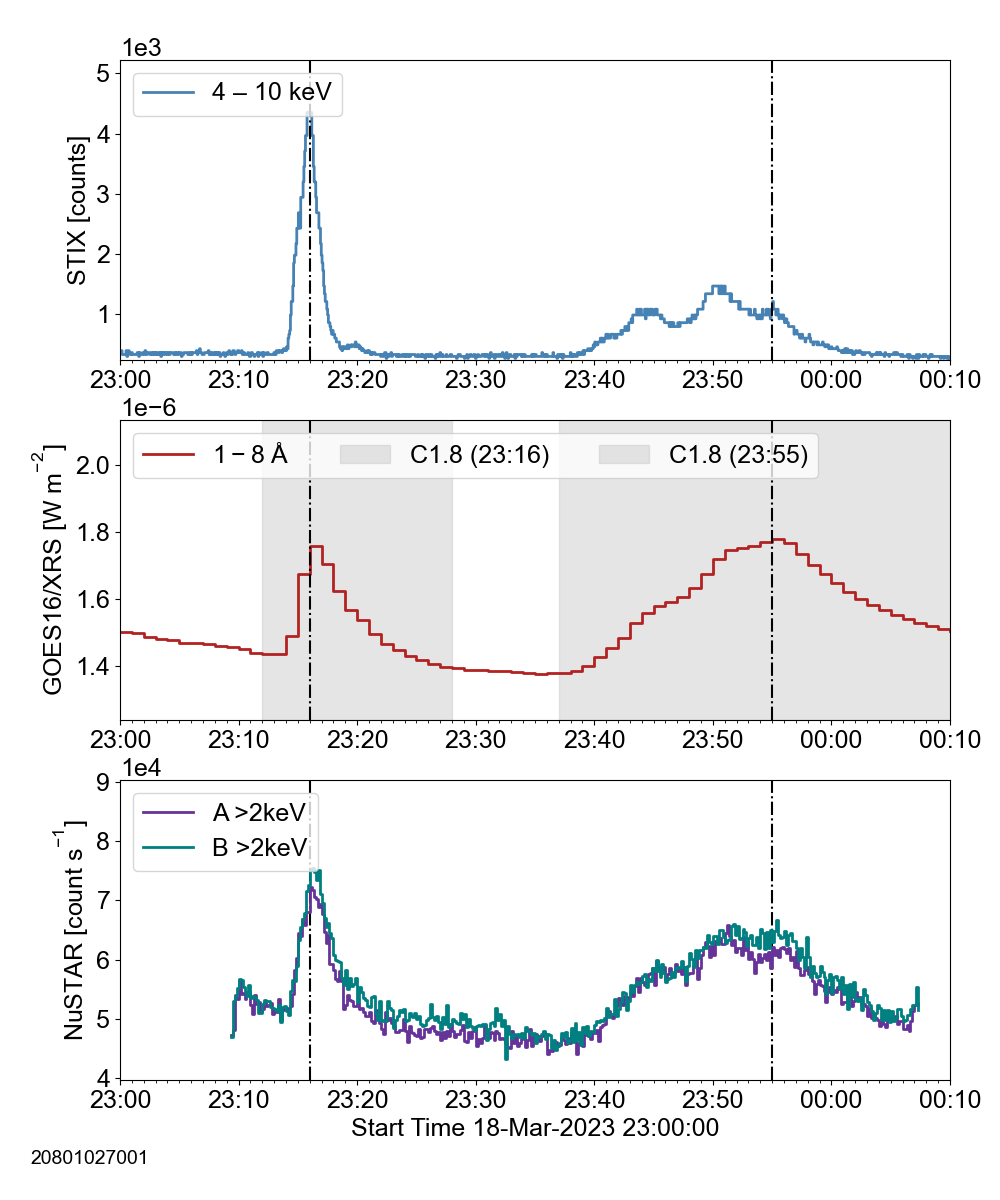 1e3
5
4 – 10 keV
4
3
2
1
STIX [counts]
23:00 23:10 23:20 23:30 23:40 23:50 00:00 00:10
1e−6
1 – 8 Å C1.8 (23:16) C1.8 (23:55)
2.0
1.8
1.6
1.4
GOES16/XRS [W m⁻²]
23:00 23:10 23:20 23:30 23:40 23:50 00:00 00:10
1e4
9
A >2keV
8
B >2keV
7
6
5
4
NuSTAR [count s⁻¹]
23:00 23:10 23:20 23:30 23:40 23:50 00:00 00:10
Start Time 18-Mar-2023 23:00:00
20801027001